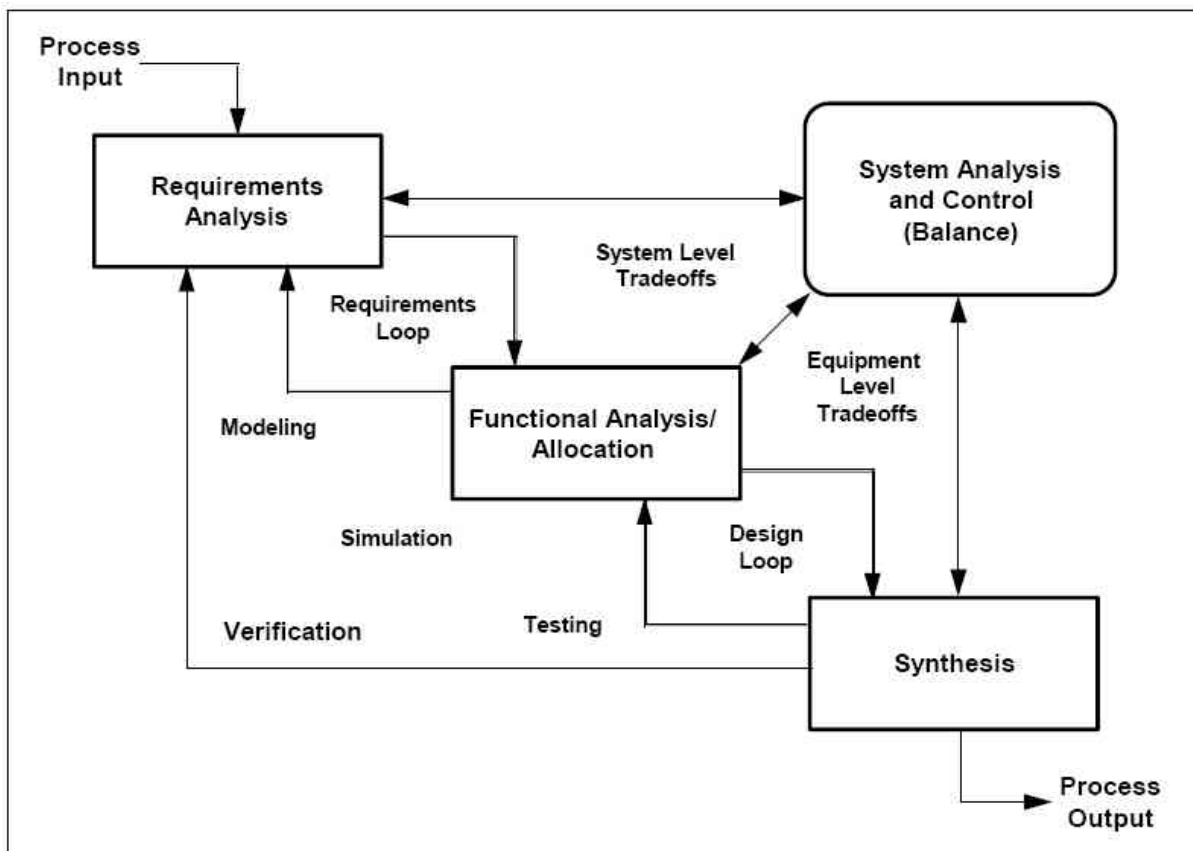 Process
Input
Requirements
Analysis
System Analysis
and Control
(Balance)
System Level
Tradeoffs
Requirements
Loop
Equipment
Level
Tradeoffs
Modeling
Functional Analysis/
Allocation
Simulation
Design
Loop
Testing
Verification
Synthesis
Process
Output